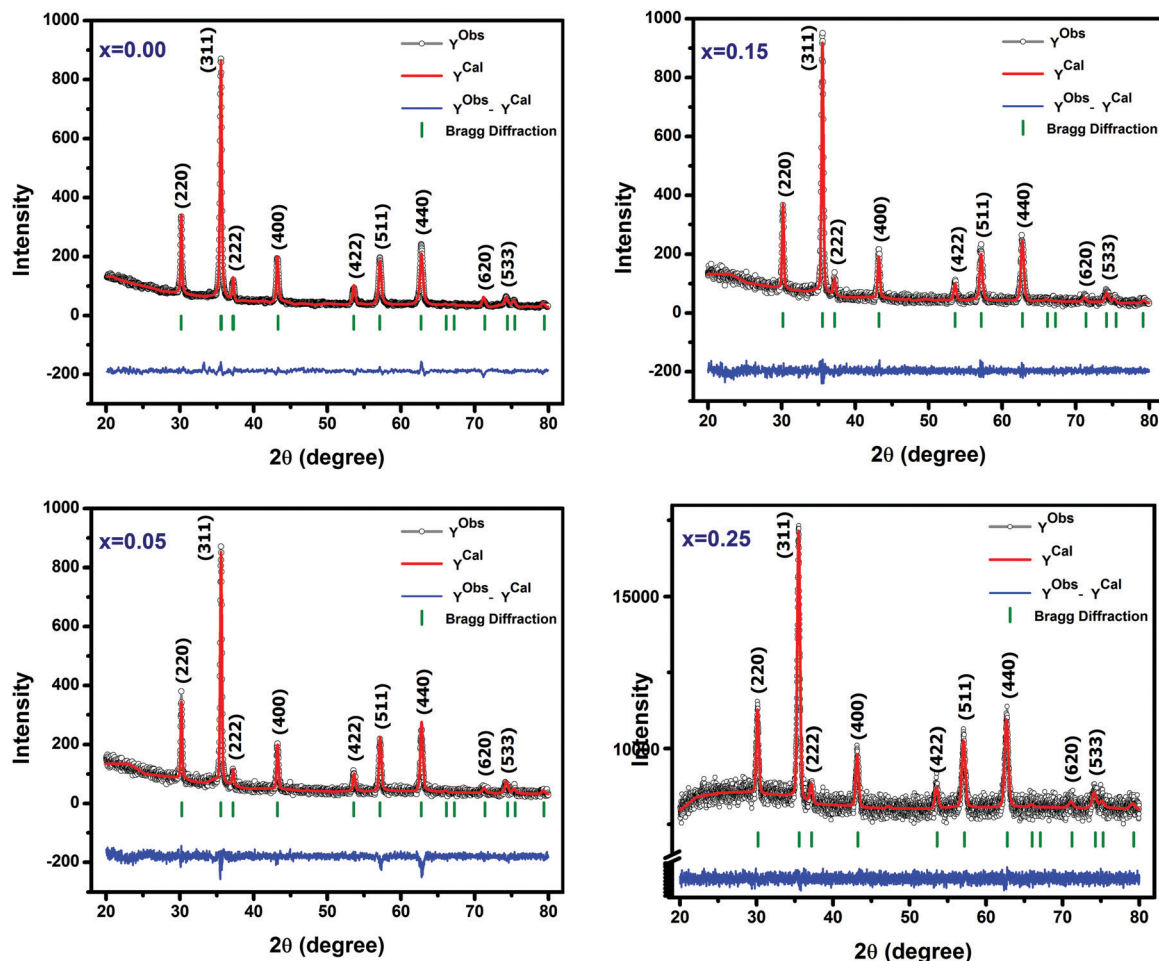 x=0.00
Y^Obs
Y^Cal
Y^Obs - Y^Cal
Bragg Diffraction
(220)
(311)
(222)
(400)
(422)
(511)
(440)
(620)
(533)
1000
800
600
400
200
0
-200
Intensity
20 30 40 50 60 70 80
2θ (degree)
x=0.15
Y^Obs
Y^Cal
Y^Obs - Y^Cal
Bragg Diffraction
(220)
(311)
(222)
(400)
(422)
(511)
(440)
(620)
(533)
1000
800
600
400
200
0
-200
Intensity
20 30 40 50 60 70 80
2θ (degree)
x=0.05
Y^Obs
Y^Cal
Y^Obs - Y^Cal
Bragg Diffraction
(220)
(311)
(222)
(400)
(422)
(511)
(440)
(620)
(533)
1000
800
600
400
200
0
-200
Intensity
20 30 40 50 60 70 80
2θ (degree)
x=0.25
Y^Obs
Y^Cal
Y^Obs - Y^Cal
Bragg Diffraction
(220)
(311)
(222)
(400)
(422)
(511)
(440)
(620)
(533)
15000
10000
Intensity
20 30 40 50 60 70 80
2θ (degree)